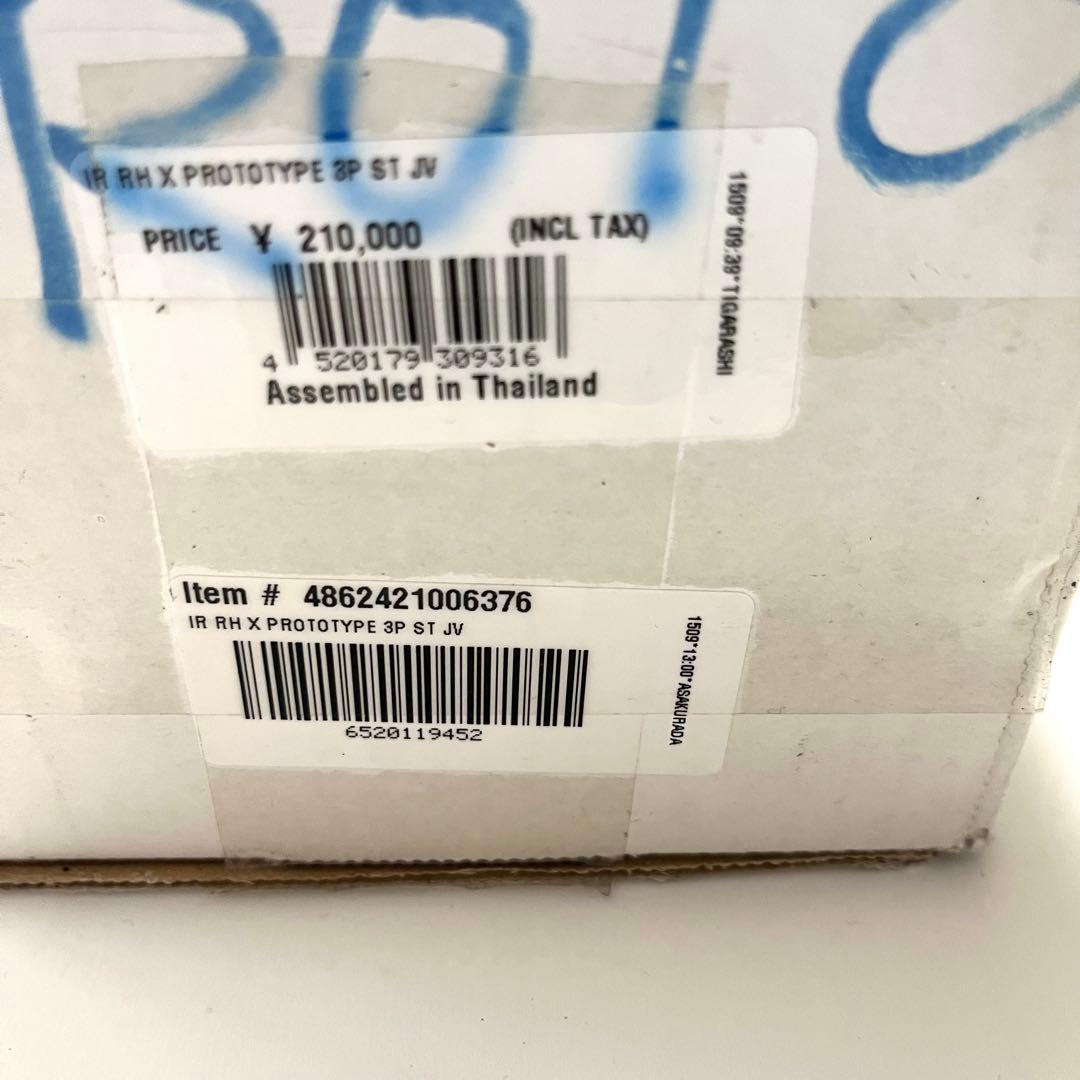 IR RH X PROTOTYPE 3P ST JV
PRICE ¥ 210,000 (INCL TAX)
4 520179 309316
Assembled in Thailand
1509*09:39*TIGARASHI
Item # 4862421006376
IR RH X PROTOTYPE 3P ST JV
6520119452
1509*13:00*ASAKURADA